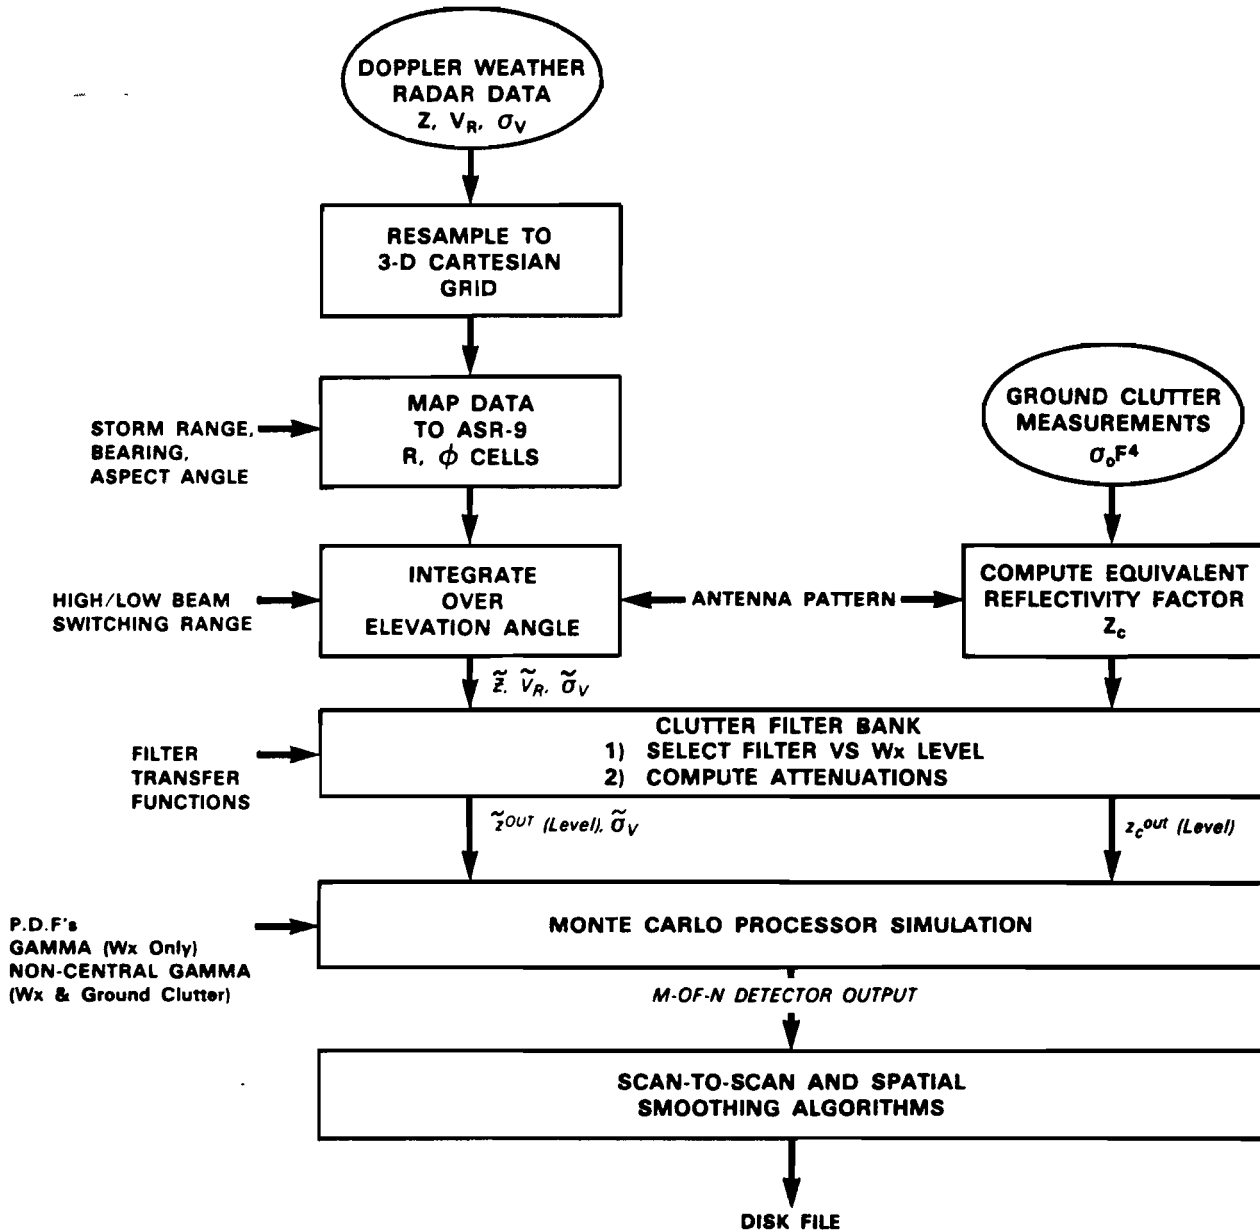 DOPPLER WEATHER
RADAR DATA
Z, V_R, σ_V
RESAMPLE TO
3-D CARTESIAN
GRID
STORM RANGE,
BEARING,
ASPECT ANGLE
MAP DATA
TO ASR-9
R, ϕ CELLS
GROUND CLUTTER
MEASUREMENTS
σ₀F⁴
HIGH/LOW BEAM
SWITCHING RANGE
INTEGRATE
OVER
ELEVATION ANGLE
ANTENNA PATTERN
COMPUTE EQUIVALENT
REFLECTIVITY FACTOR
Z_c
z̃, Ṽ_R, σ̃_V
FILTER
TRANSFER
FUNCTIONS
CLUTTER FILTER BANK
1) SELECT FILTER VS Wx LEVEL
2) COMPUTE ATTENUATIONS
z̃^OUT (Level), σ̃_V
z_c^out (Level)
P.D.F's
GAMMA (Wx Only)
NON-CENTRAL GAMMA
(Wx & Ground Clutter)
MONTE CARLO PROCESSOR SIMULATION
M-OF-N DETECTOR OUTPUT
SCAN-TO-SCAN AND SPATIAL
SMOOTHING ALGORITHMS
DISK FILE